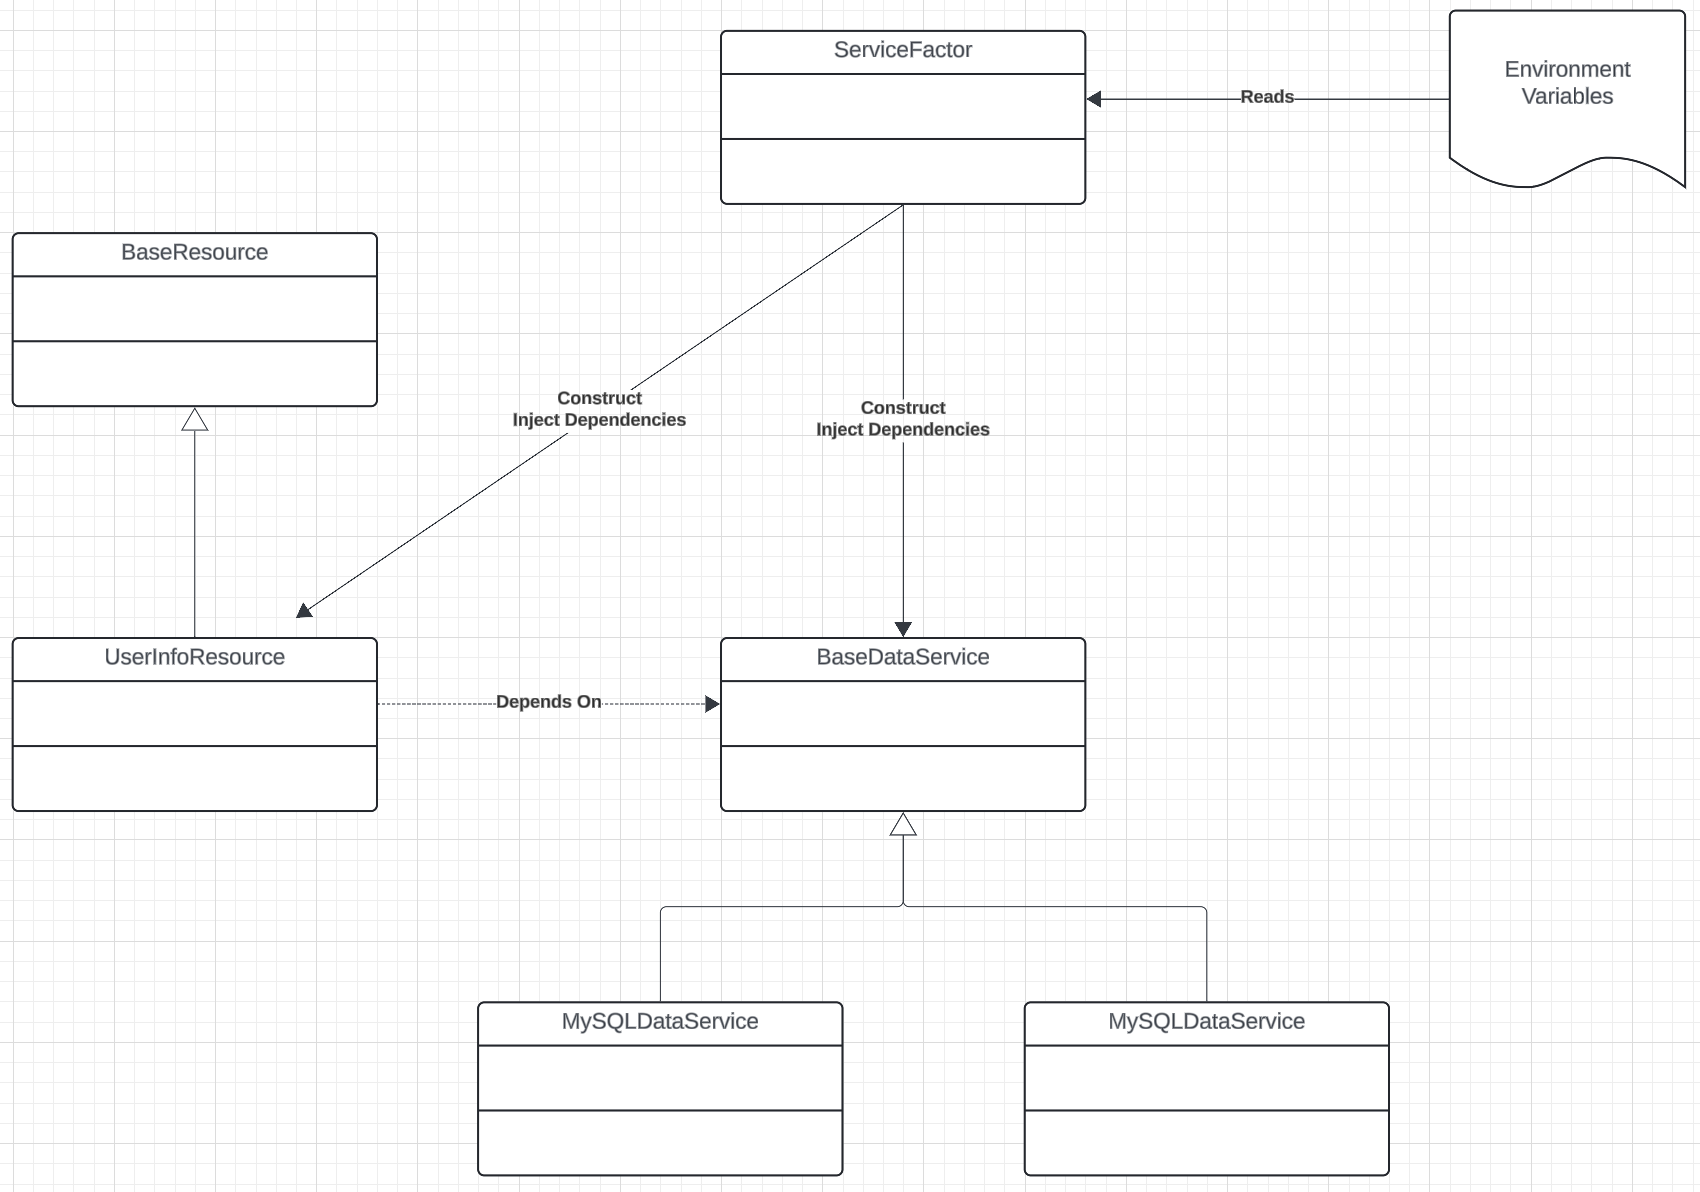 ServiceFactor
Environment
Variables
Reads
BaseResource
Construct
Inject Dependencies
Construct
Inject Dependencies
UserInfoResource
BaseDataService
Depends On
MySQLDataService
MySQLDataService